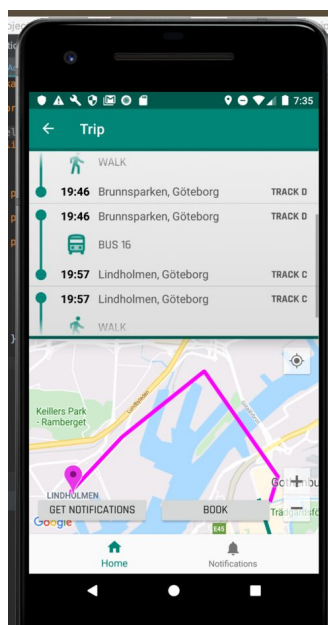 7:35
Trip
WALK
19:46 Brunnsparken, Göteborg TRACK D
19:46 Brunnsparken, Göteborg TRACK D
BUS 16
19:57 Lindholmen, Göteborg TRACK C
19:57 Lindholmen, Göteborg TRACK C
WALK
Keillers Park
- Ramberget
Lundbyleden
LINDHOLMEN
GET NOTIFICATIONS BOOK
Google
E45
+
−
Home Notifications